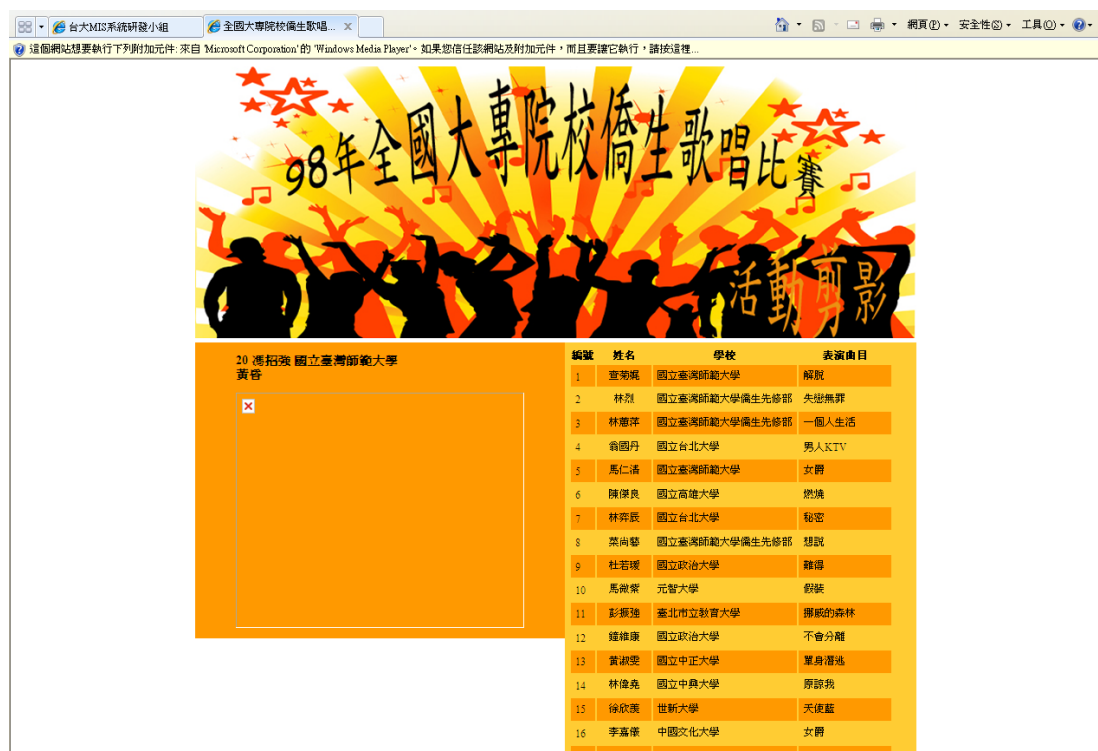 台大MIS系統研發小組
全國大專院校僑生歌唱...
網頁(P)
安全性(S)
工具(O)
這個網站想要執行下列附加元件: 來自 'Microsoft Corporation' 的 'Windows Media Player'。如果您信任該網站及附加元件，而且要讓它執行，請按這裡...
98年全國大專院校僑生歌唱比賽
活動剪影
20 馮招強 國立臺灣師範大學
黃昏
編號 姓名 學校 表演曲目
1 查菊娓 國立臺灣師範大學 解脫
2 林烈 國立臺灣師範大學僑生先修部 失戀無罪
3 林蕙萍 國立臺灣師範大學僑生先修部 一個人生活
4 翁國丹 國立台北大學 男人KTV
5 馬仁潘 國立臺灣師範大學 女爵
6 陳傑良 國立高雄大學 燃燒
7 林弈辰 國立台北大學 秘密
8 葉尚藝 國立臺灣師範大學僑生先修部 想說
9 杜若瑗 國立政治大學 難得
10 馬薇紫 元智大學 假裝
11 彭振強 臺北市立教育大學 挪威的森林
12 鐘維康 國立政治大學 不會分離
13 黃淑雯 國立中正大學 單身潛逃
14 林偉堯 國立中興大學 原諒我
15 徐欣羨 世新大學 天使藍
16 李嘉儀 中國文化大學 女爵